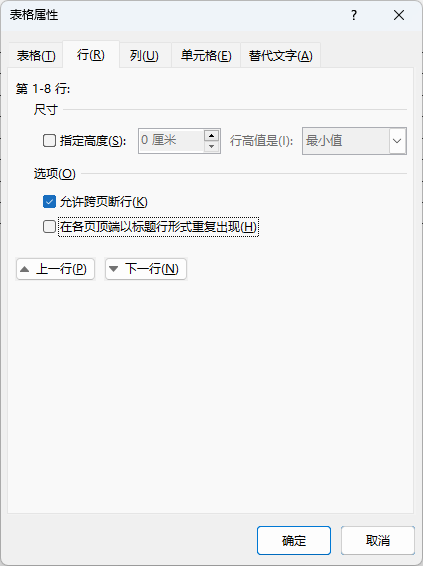 表格属性 ?
表格(T) 行(R) 列(U) 单元格(E) 替代文字(A)
第 1-8 行:
尺寸
指定高度(S): 0 厘米 行高值是(I): 最小值
选项(O)
允许跨页断行(K)
在各页顶端以标题行形式重复出现(H)
上一行(P) 下一行(N)
确定 取消